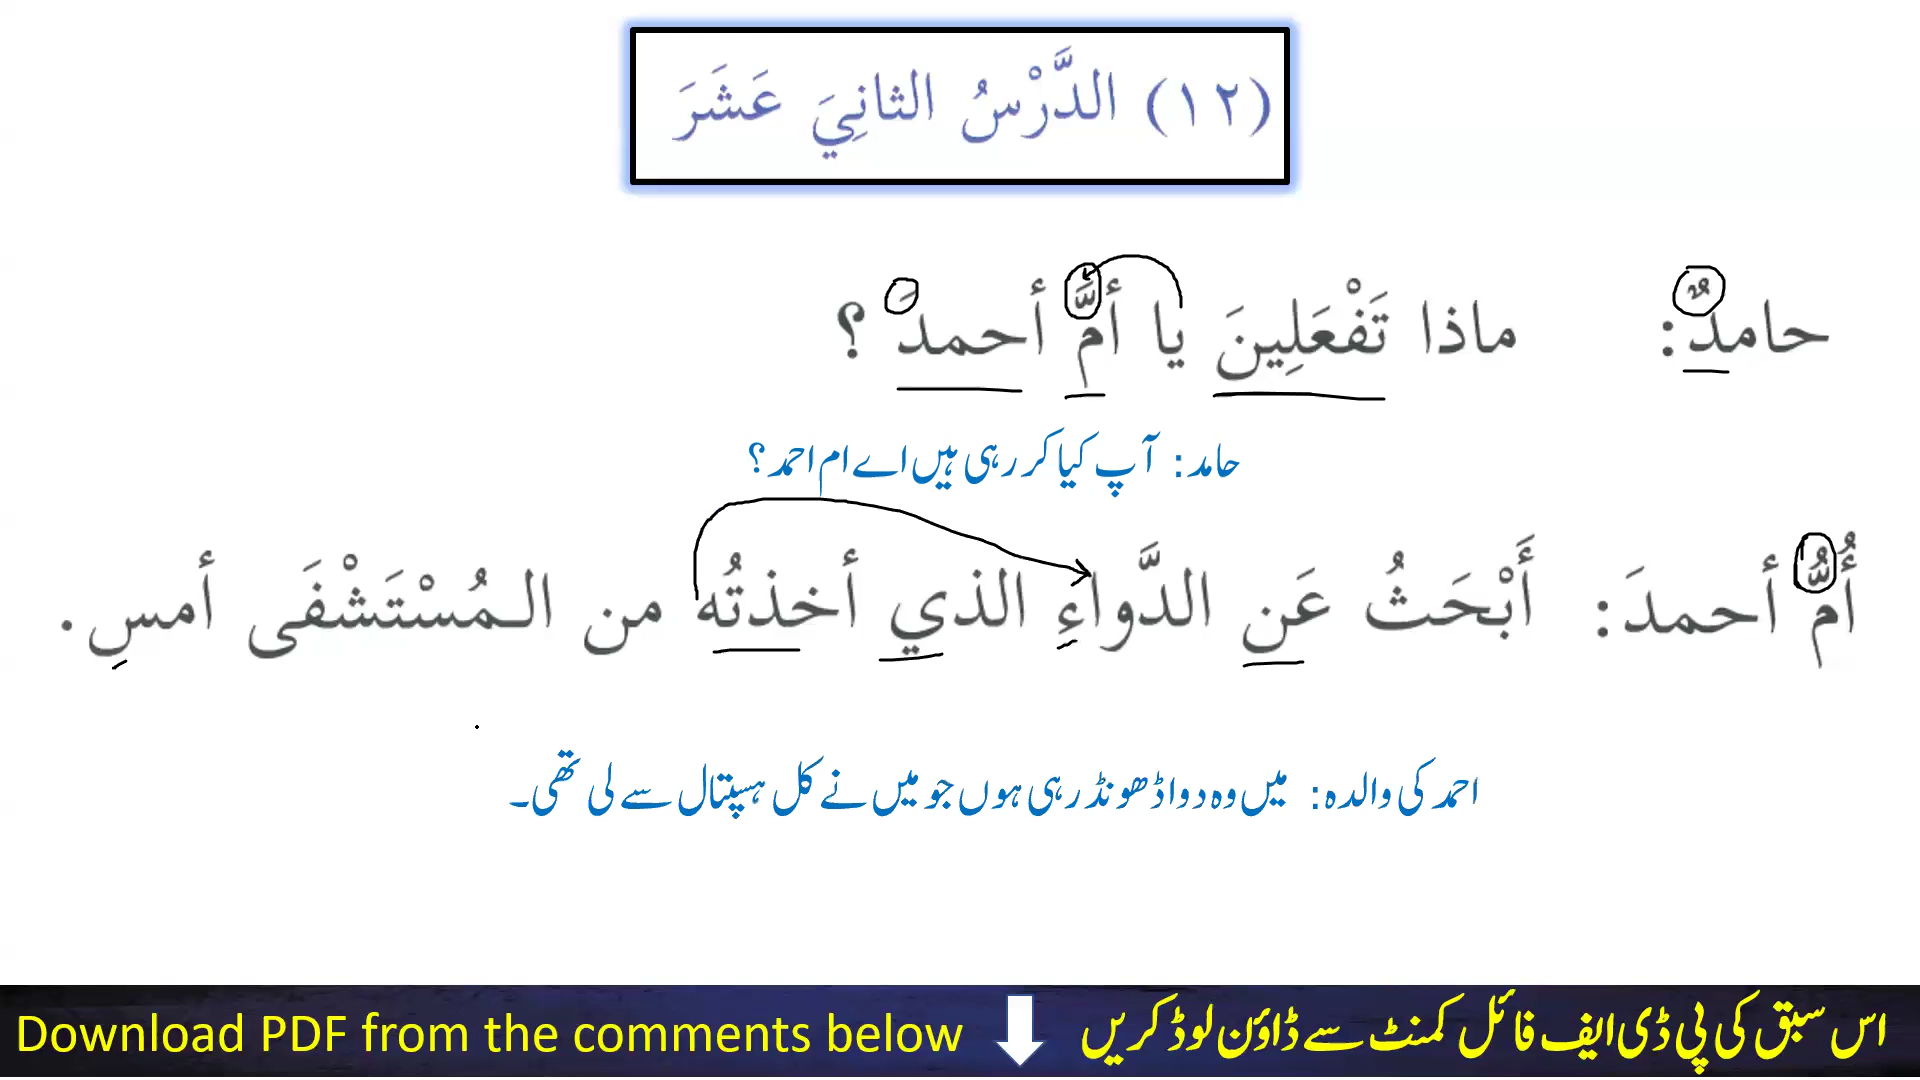 (١٢) الدَّرْسُ الثانِيَ عَشَرَ
حامدٌ: ماذا تَفْعَلِينَ يا أمَّ أحمدَ ؟
حامد: آپ کیا کر رہی ہیں اے ام احمد؟
أُمُّ أحمدَ: أَبْحَثُ عَن الدَّواءِ الذي أخذتُه من المُسْتَشْفَى أمسِ.
احمد کی والدہ: میں وہ دوا ڈھونڈ رہی ہوں جو میں نے کل ہسپتال سے لی تھی۔
Download PDF from the comments below اس سبق کی پی ڈی ایف فائل کمنٹ سے ڈاؤن لوڈ کریں